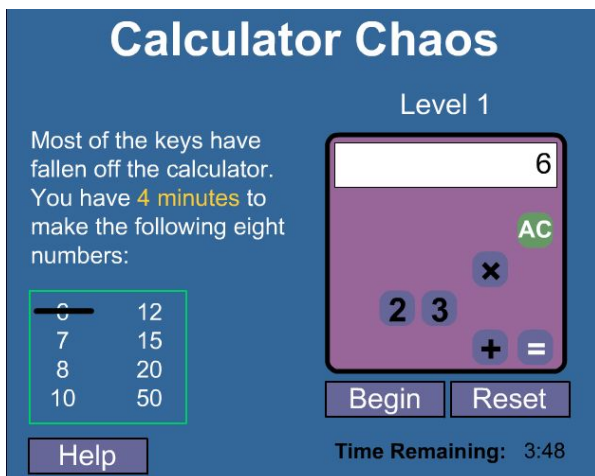 Calculator Chaos
Level 1
Most of the keys have
fallen off the calculator.
You have 4 minutes to
make the following eight
numbers:
6 12
7 15
8 20
10 50
6
AC
×
2 3
+ =
Begin Reset
Help
Time Remaining: 3:48